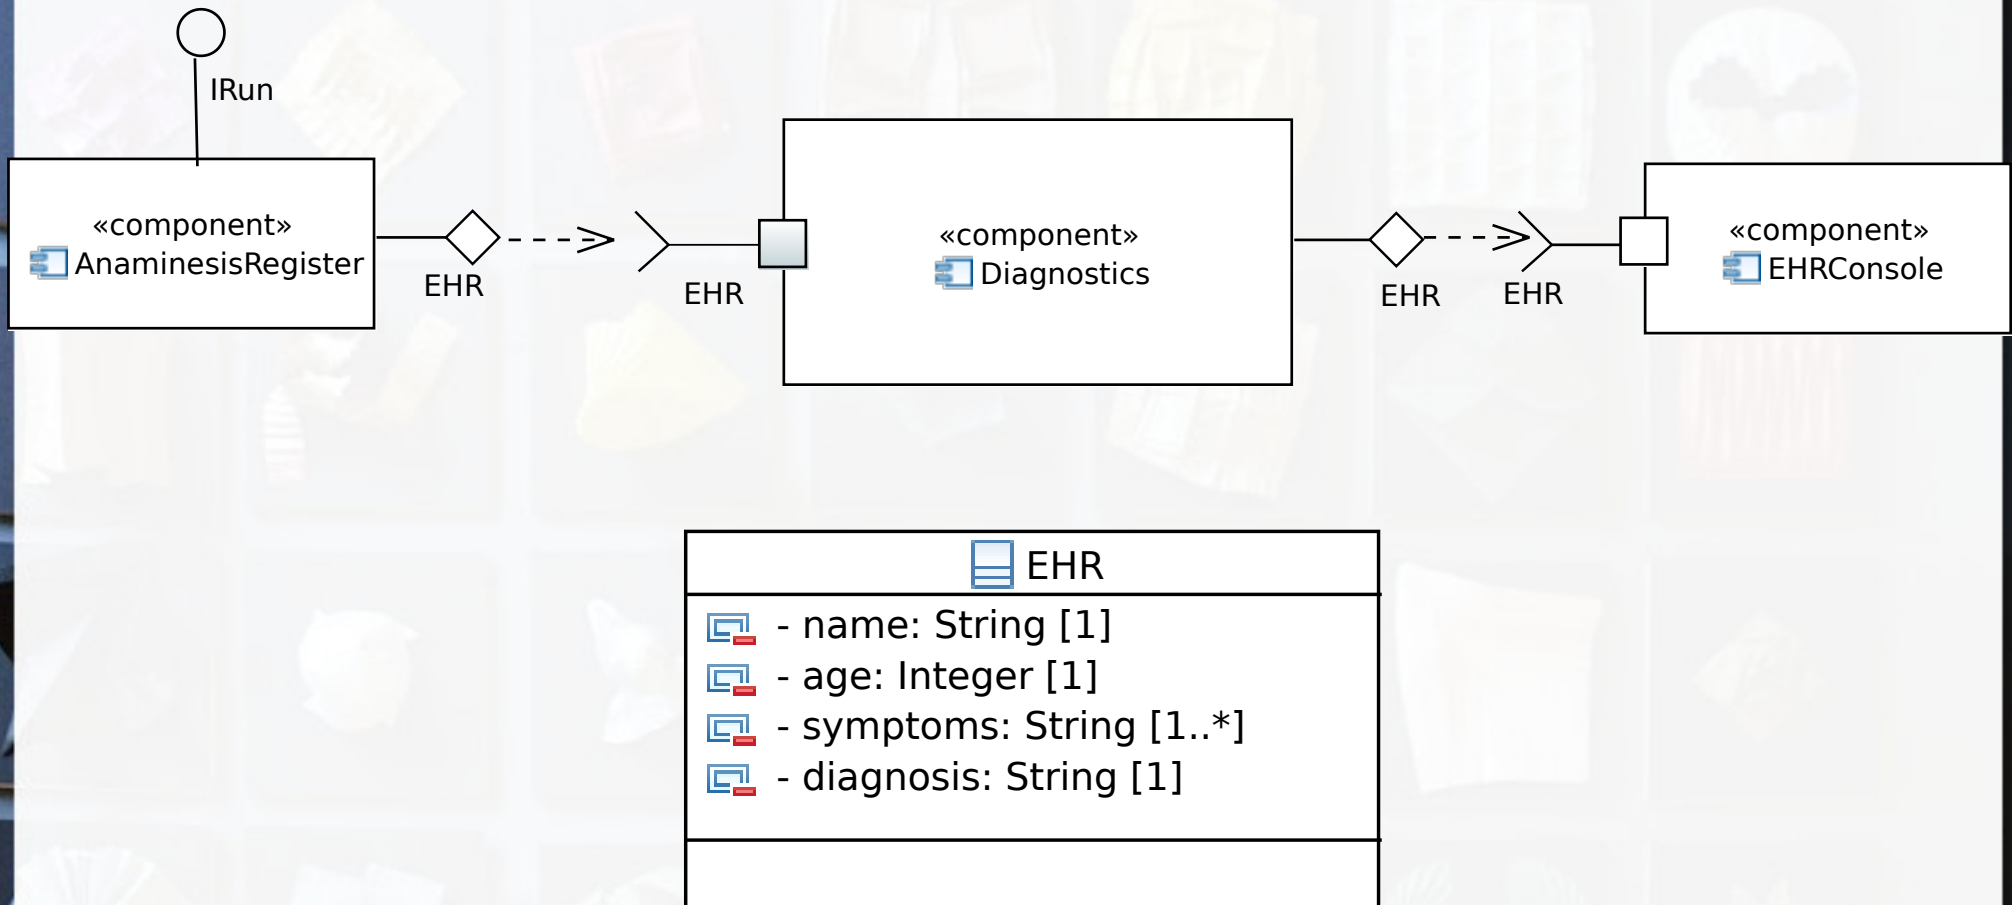 IRun
«component»
AnaminesisRegister
EHR
EHR
«component»
Diagnostics
EHR
EHR
«component»
EHRConsole
EHR
- name: String [1]
- age: Integer [1]
- symptoms: String [1..*]
- diagnosis: String [1]